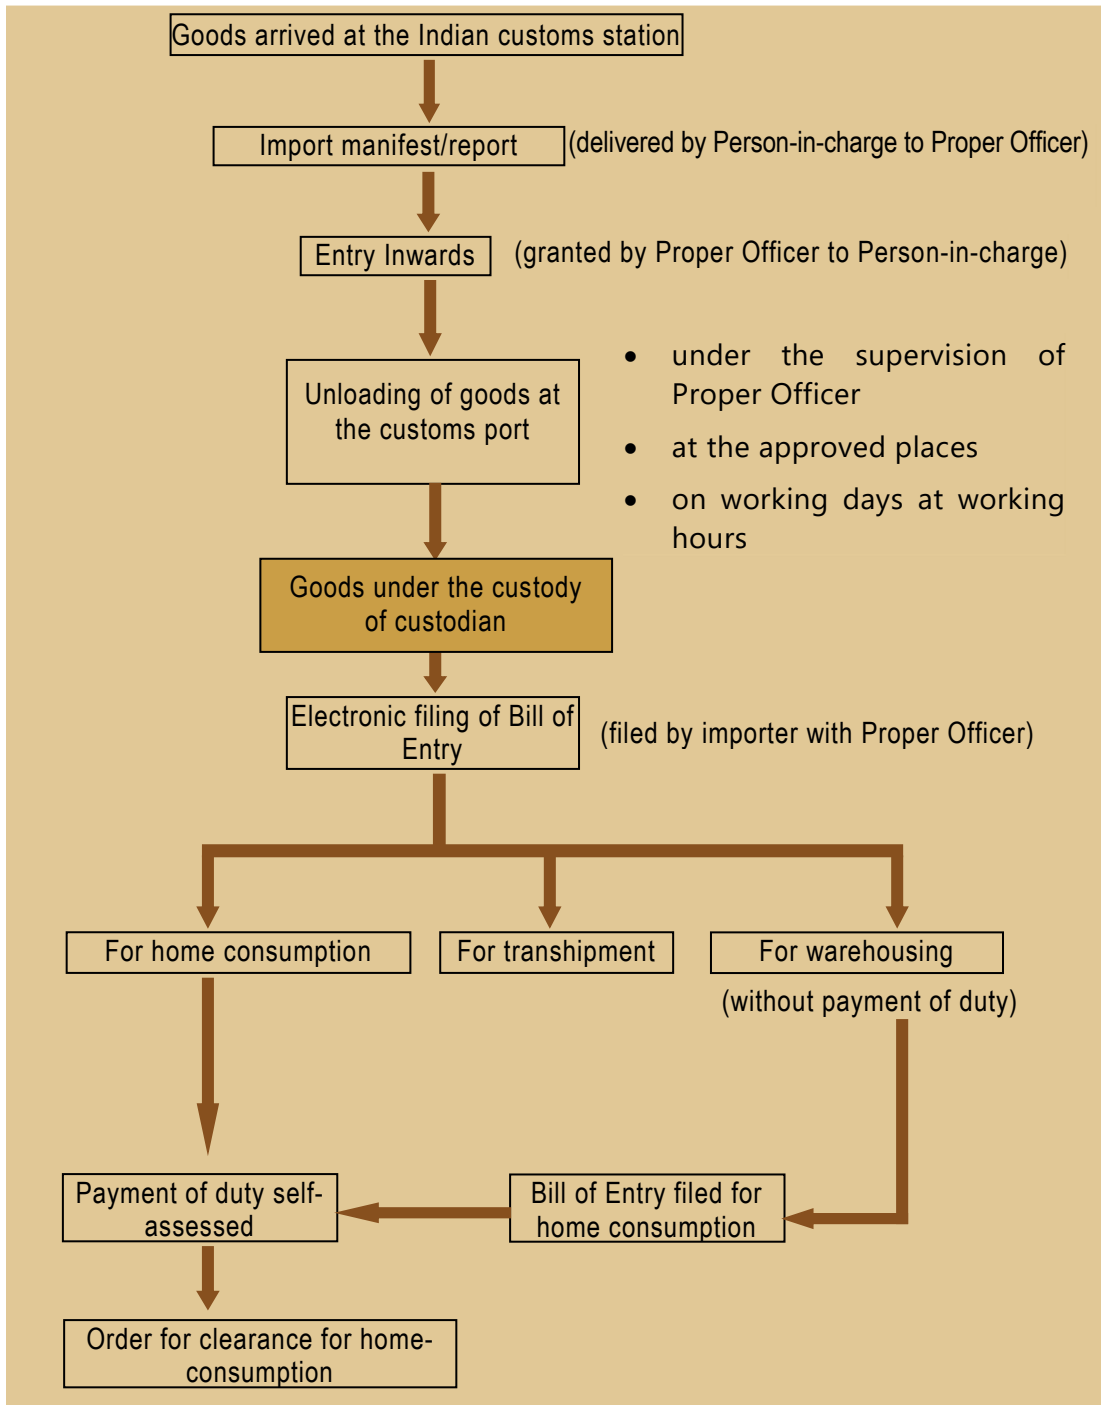 Goods arrived at the Indian customs station
Import manifest/report
(delivered by Person-in-charge to Proper Officer)
Entry Inwards
(granted by Proper Officer to Person-in-charge)
Unloading of goods at
the customs port
• under the supervision of
Proper Officer
• at the approved places
• on working days at working
hours
Goods under the custody
of custodian
Electronic filing of Bill of
Entry
(filed by importer with Proper Officer)
For home consumption
For transhipment
For warehousing
(without payment of duty)
Payment of duty self-
assessed
Bill of Entry filed for
home consumption
Order for clearance for home-
consumption